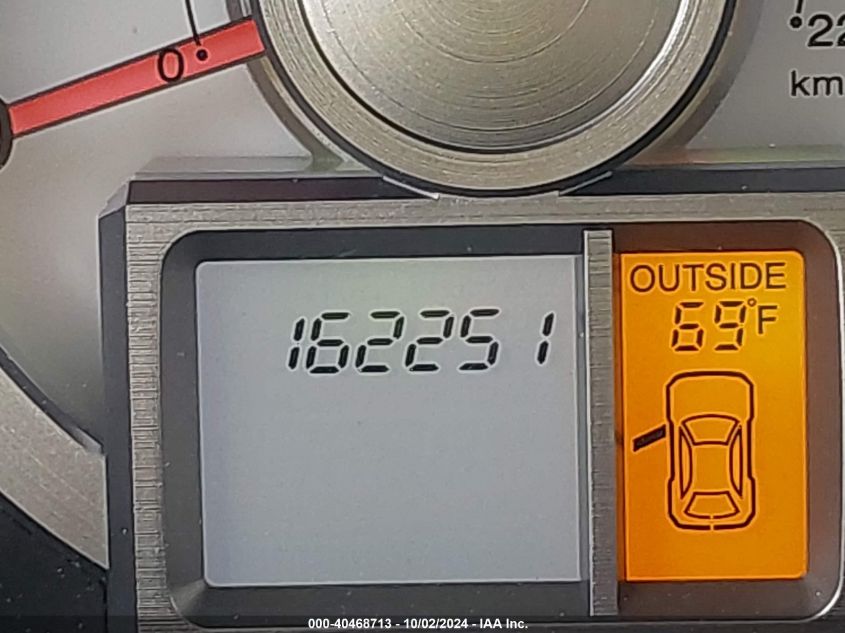 0
22
km
162251
OUTSIDE
69°F
000-40468713 - 10/02/2024 - IAA Inc.